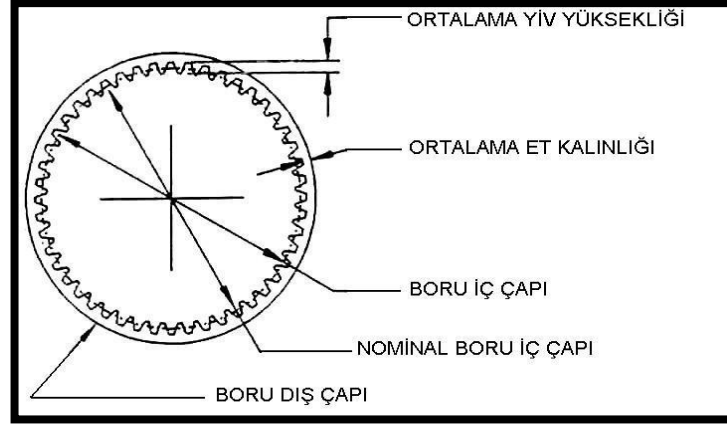 ORTALAMA YİV YÜKSEKLİĞİ
ORTALAMA ET KALINLIĞI
BORU İÇ ÇAPI
NOMİNAL BORU İÇ ÇAPI
BORU DIŞ ÇAPI